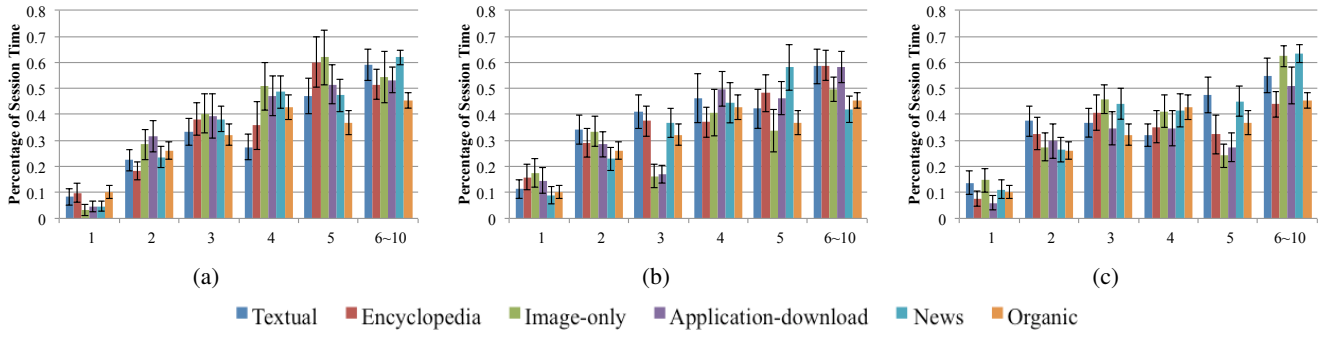 Percentage of Session Time
0.8
0.7
0.6
0.5
0.4
0.3
0.2
0.1
0
1 2 3 4 5 6~10
(a)
Percentage of Session Time
0.8
0.7
0.6
0.5
0.4
0.3
0.2
0.1
0
1 2 3 4 5 6~10
(b)
Percentage of Session Time
0.8
0.7
0.6
0.5
0.4
0.3
0.2
0.1
0
1 2 3 4 5 6~10
(c)
Textual Encyclopedia Image-only Application-download News Organic